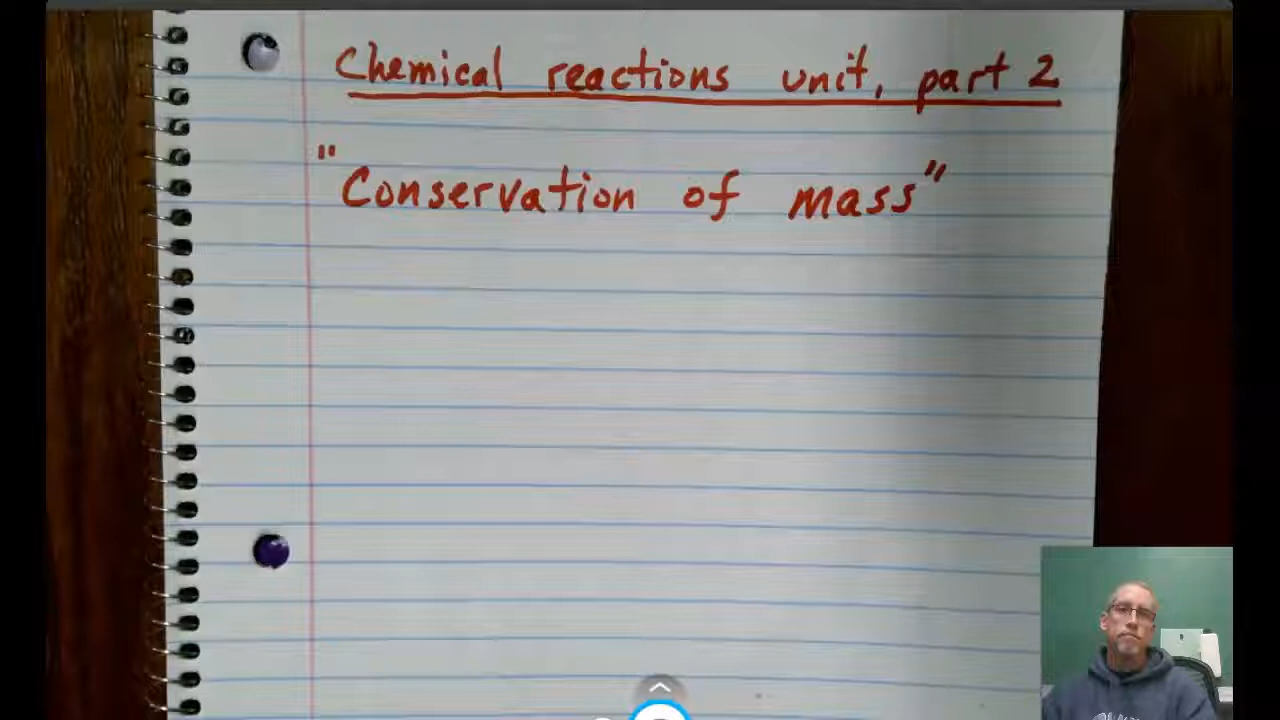 Chemical reactions unit, part 2
"Conservation of mass"